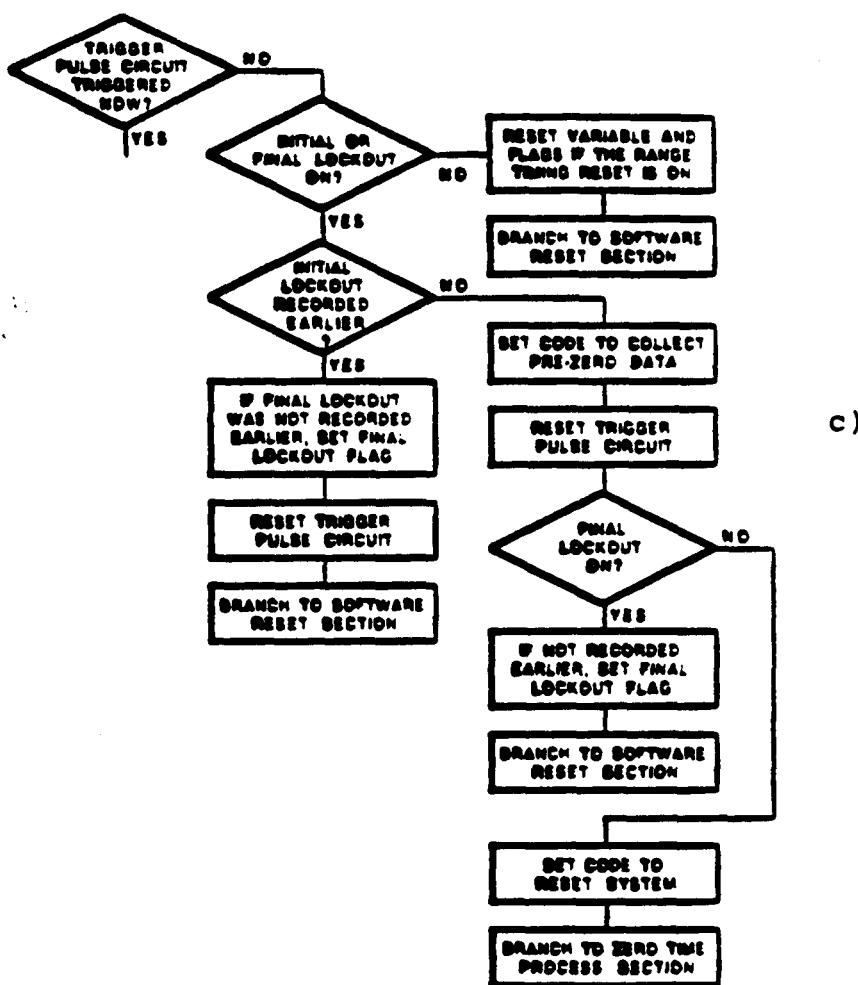 TRIGGER
PULSE CIRCUIT
TRIGGERED
NOW?
NO
YES
INITIAL OR
FINAL LOCKOUT
ON?
NO
YES
RESET VARIABLE AND
FLAGS IF THE RANGE
TIMING RESET IS ON
BRANCH TO SOFTWARE
RESET SECTION
INITIAL
LOCKOUT
RECORDED
EARLIER
?
NO
YES
IF FINAL LOCKOUT
WAS NOT RECORDED
EARLIER, SET FINAL
LOCKOUT FLAG
RESET TRIGGER
PULSE CIRCUIT
BRANCH TO SOFTWARE
RESET SECTION
SET CODE TO COLLECT
PRE-ZERO DATA
RESET TRIGGER
PULSE CIRCUIT
c)
FINAL
LOCKOUT
ON?
NO
YES
IF NOT RECORDED
EARLIER, SET FINAL
LOCKOUT FLAG
BRANCH TO SOFTWARE
RESET SECTION
SET CODE TO
RESET SYSTEM
BRANCH TO ZERO TIME
PROCESS SECTION